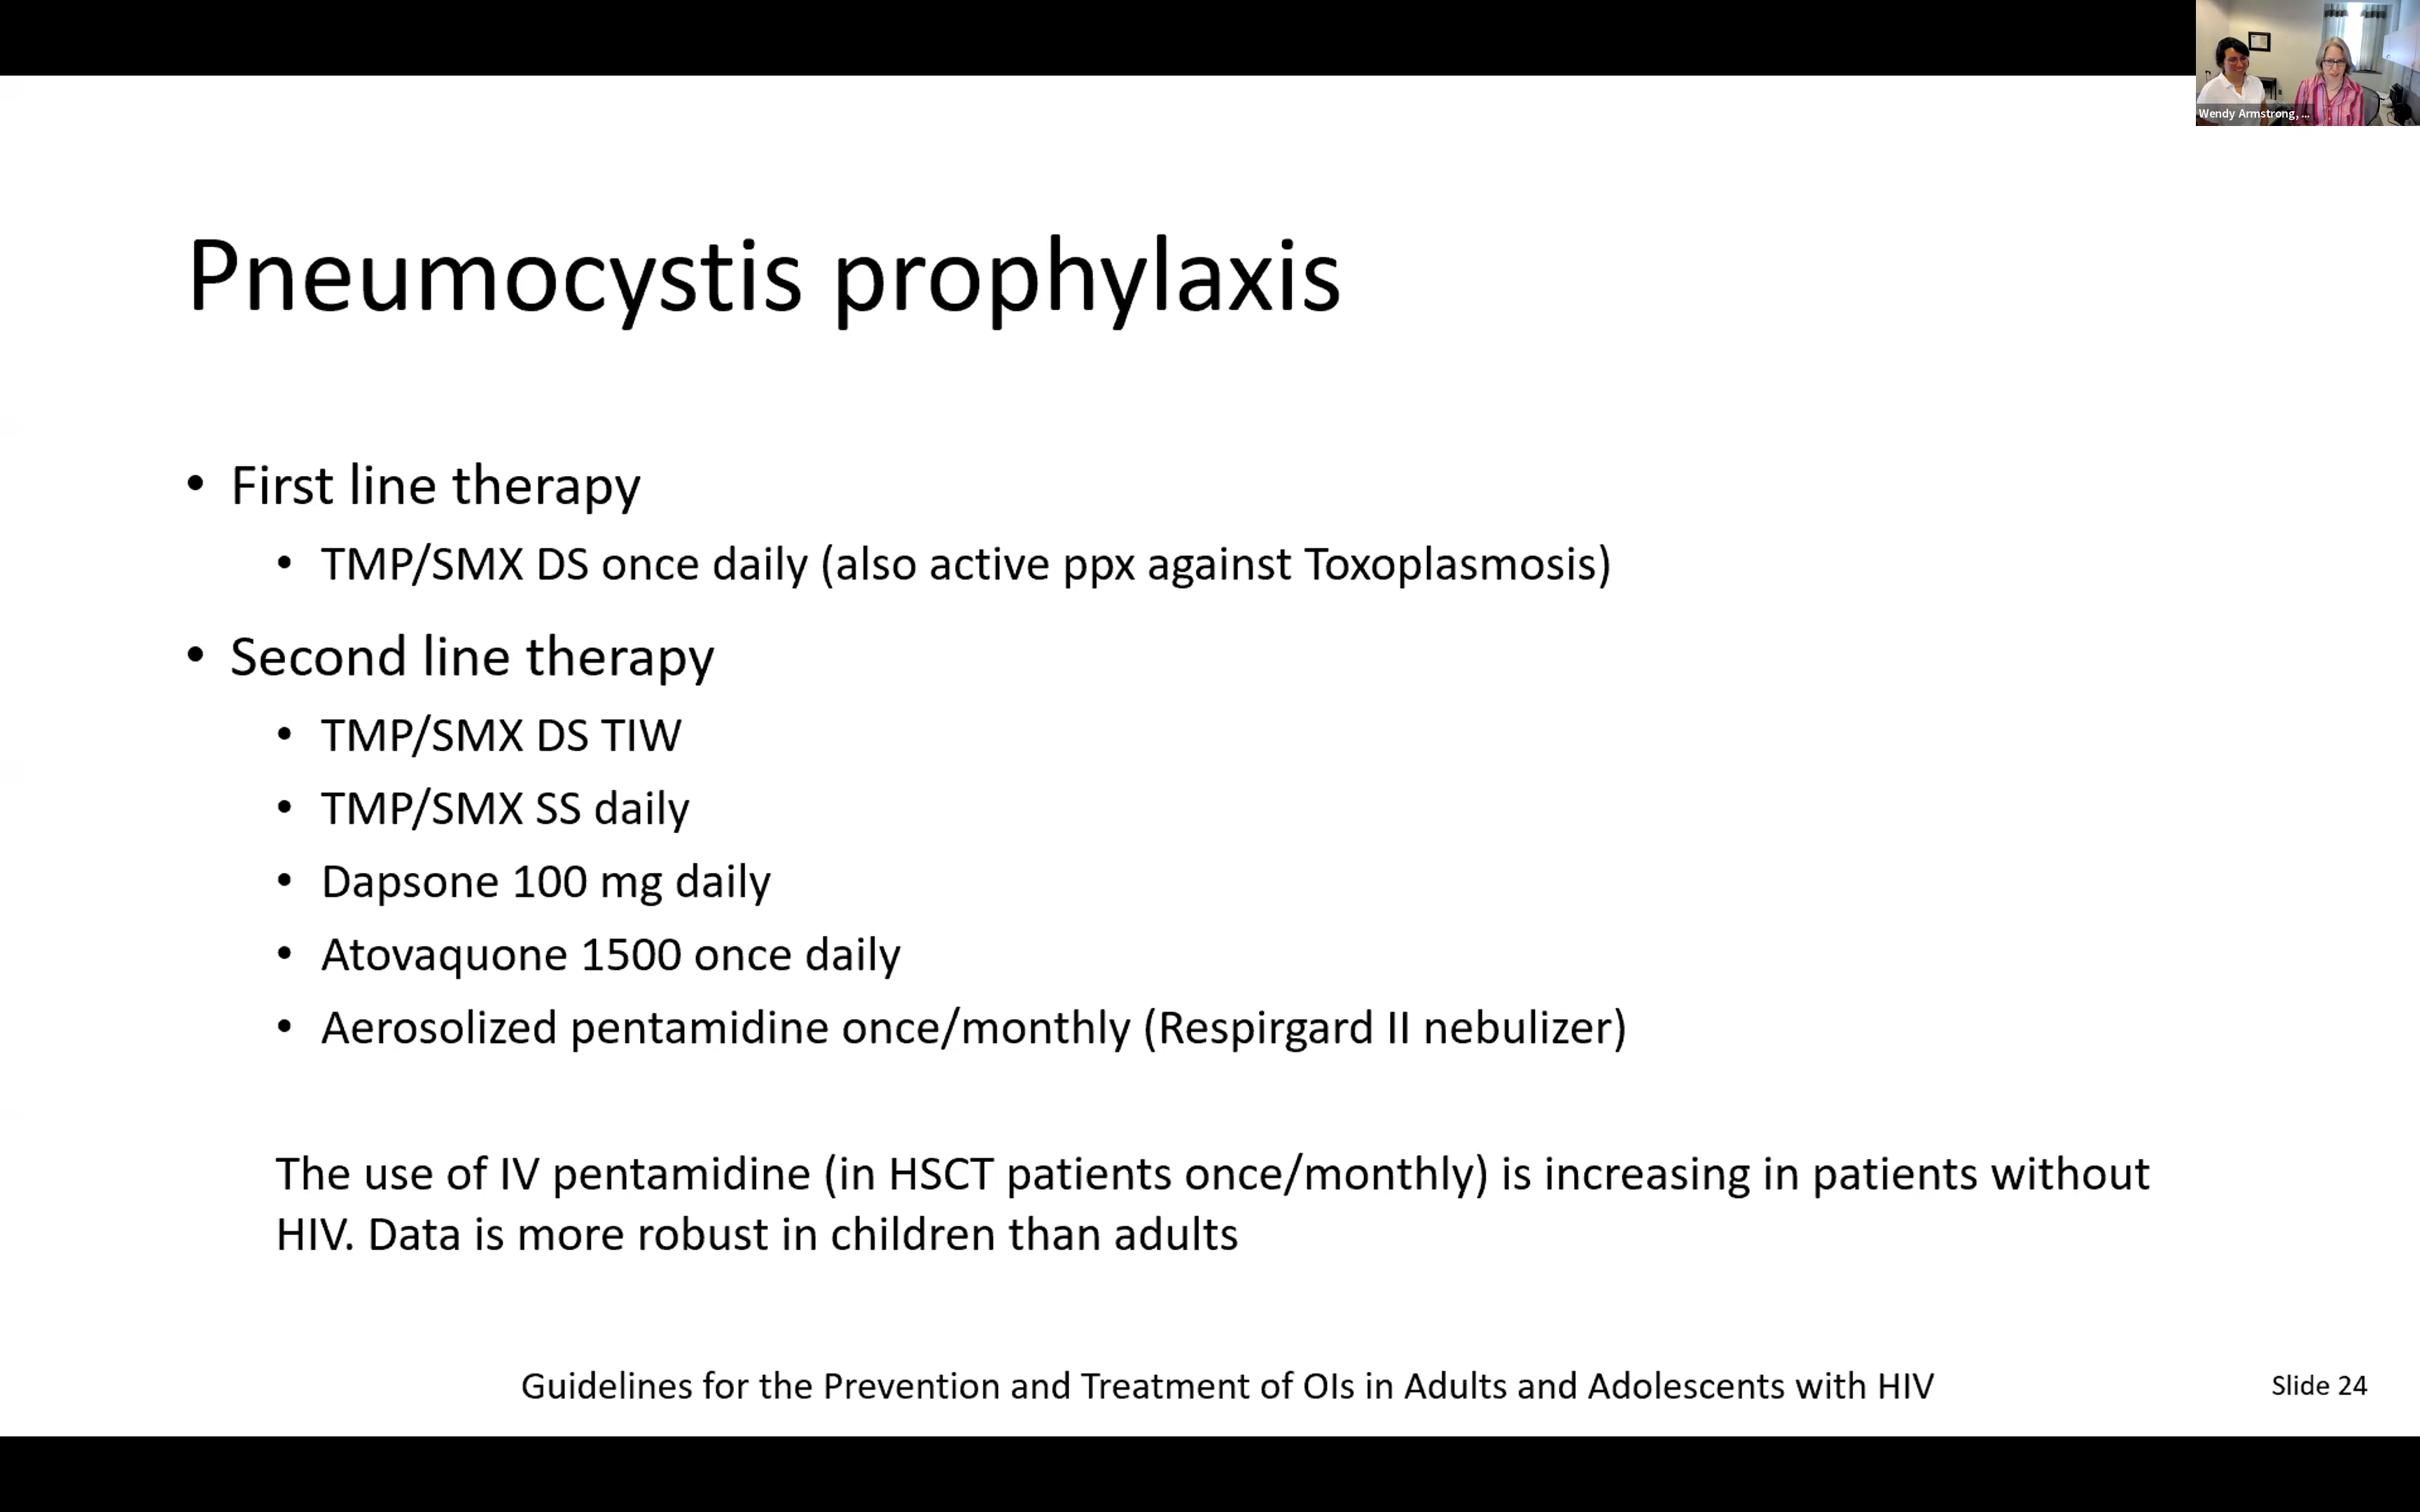 Wendy Armstrong, ...
Pneumocystis prophylaxis
• First line therapy
• TMP/SMX DS once daily (also active ppx against Toxoplasmosis)
• Second line therapy
• TMP/SMX DS TIW
• TMP/SMX SS daily
• Dapsone 100 mg daily
• Atovaquone 1500 once daily
• Aerosolized pentamidine once/monthly (Respirgard II nebulizer)
The use of IV pentamidine (in HSCT patients once/monthly) is increasing in patients without
HIV. Data is more robust in children than adults
Guidelines for the Prevention and Treatment of OIs in Adults and Adolescents with HIV
Slide 24